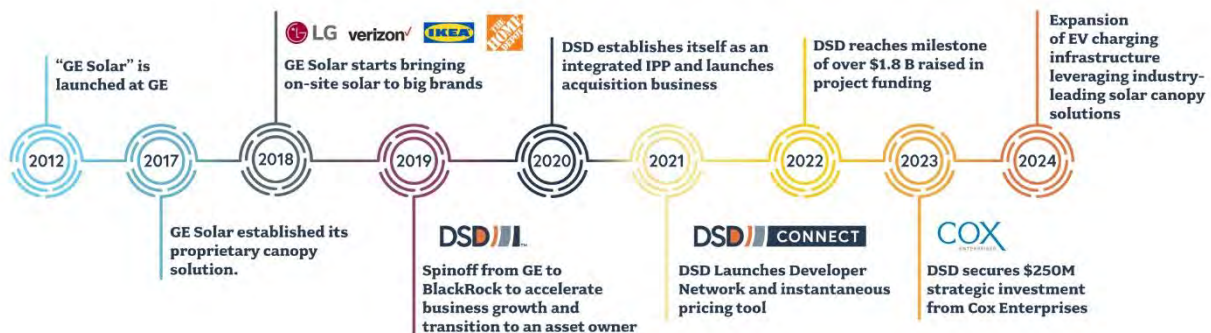 "GE Solar" is
launched at GE
2012
2017
GE Solar established its
proprietary canopy
solution.
LG verizon IKEA THE HOME DEPOT
GE Solar starts bringing
on-site solar to big brands
2018
2019
DSD
Spinoff from GE to
BlackRock to accelerate
business growth and
transition to an asset owner
DSD establishes itself as an
integrated IPP and launches
acquisition business
2020
2021
DSD CONNECT
DSD Launches Developer
Network and instantaneous
pricing tool
DSD reaches milestone
of over $1.8 B raised in
project funding
2022
2023
COX
ENTERPRISES
DSD secures $250M
strategic investment
from Cox Enterprises
Expansion
of EV charging
infrastructure
leveraging industry-
leading solar canopy
solutions
2024